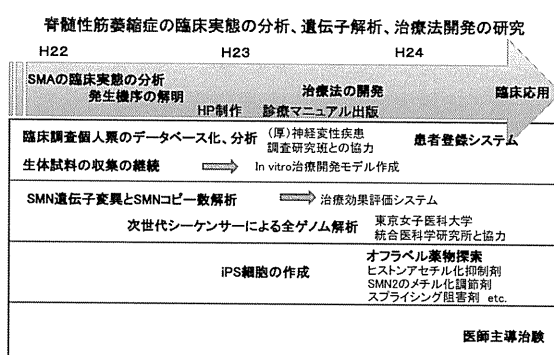 脊髄性筋萎縮症の臨床実態の分析、遺伝子解析、治療法開発の研究
H22 H23 H24
SMAの臨床実態の分析 治療法の開発 臨床応用
発生機序の解明
HP制作 診療マニュアル出版
臨床調査個人票のデータベース化、分析 (厚)神経変性疾患 患者登録システム
調査研究班との協力
生体試料の収集の継続 In vitro治療開発モデル作成
SMN遺伝子変異とSMNコピー数解析 治療効果評価システム
次世代シーケンサーによる全ゲノム解析 東京女子医科大学
統合医科学研究所と協力
オフラベル薬物探索
iPS細胞の作成 ヒストンアセチル化抑制剤
SMN2のメチル化調節剤
スプライシング阻害剤 etc.
医師主導治験